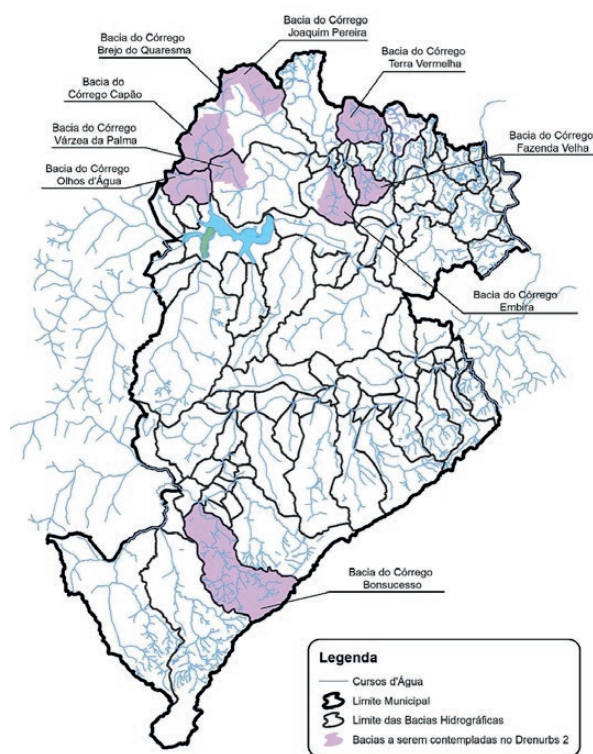 Bacia do Córrego
Joaquim Pereira
Bacia do Córrego
Brejo do Quaresma
Bacia do Córrego
Terra Vermelha
Bacia do
Córrego Capão
Bacia do Córrego
Várzea da Palma
Bacia do Córrego
Fazenda Velha
Bacia do Córrego
Olhos d'Água
Bacia do Córrego
Embira
Bacia do Córrego
Bonsucesso
Legenda
Cursos d'Água
Limite Municipal
Limite das Bacias Hidrográficas
Bacias a serem contempladas no Drenurbs 2